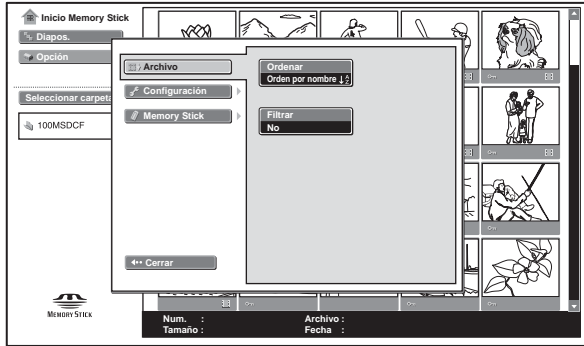 Inicio Memory Stick
Diapos.
Opción
Seleccionar carpeta
100MSDCF
Archivo
Configuración
Memory Stick
Cerrar
Ordenar
Orden por nombre
Filtrar
No
MEMORY STICK
Num. :
Archivo :
Tamaño :
Fecha :